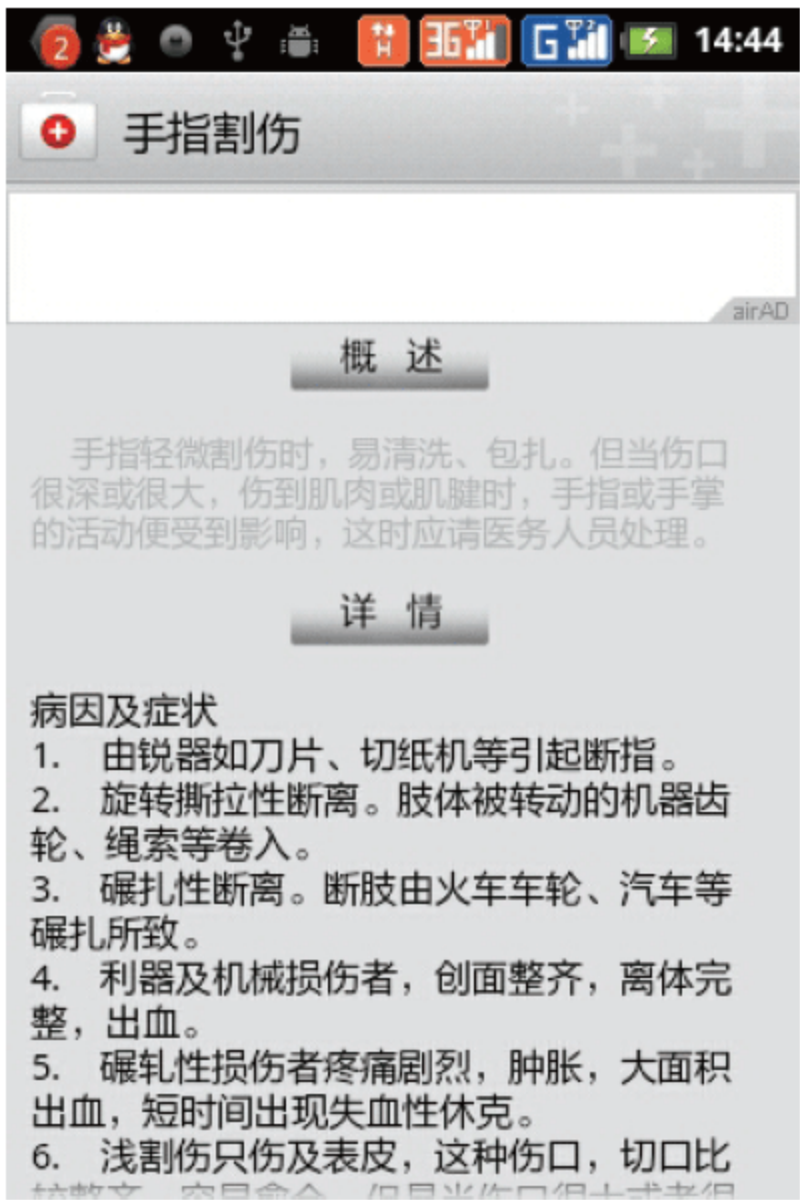 2 H 3G 1 G 2 14:44
手指割伤
airAD
概 述
手指轻微割伤时，易清洗、包扎。但当伤口
很深或很大，伤到肌肉或肌腱时，手指或手掌
的活动便受到影响，这时应请医务人员处理。
详 情
病因及症状
1. 由锐器如刀片、切纸机等引起断指。
2. 旋转撕拉性断离。肢体被转动的机器齿
轮、绳索等卷入。
3. 碾扎性断离。断肢由火车车轮、汽车等
碾扎所致。
4. 利器及机械损伤者，创面整齐，离体完
整，出血。
5. 碾轧性损伤者疼痛剧烈，肿胀，大面积
出血，短时间出现失血性休克。
6. 浅割伤只伤及表皮，这种伤口，切口比